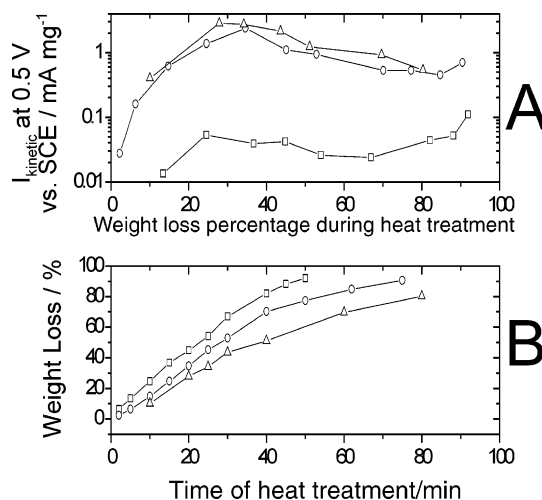 I kinetic at 0.5 V
vs. SCE / mA mg-1
1
0.1
0.01
0 20 40 60 80 100
Weight loss percentage during heat treatment
A
Weight Loss / %
100
80
60
40
20
0
0 20 40 60 80 100
Time of heat treatment/min
B